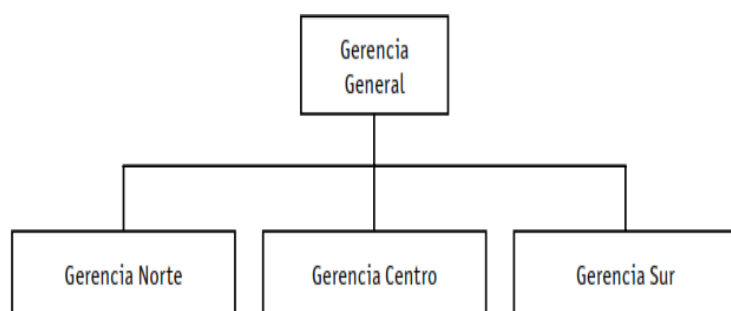 Gerencia
General
Gerencia Norte
Gerencia Centro
Gerencia Sur